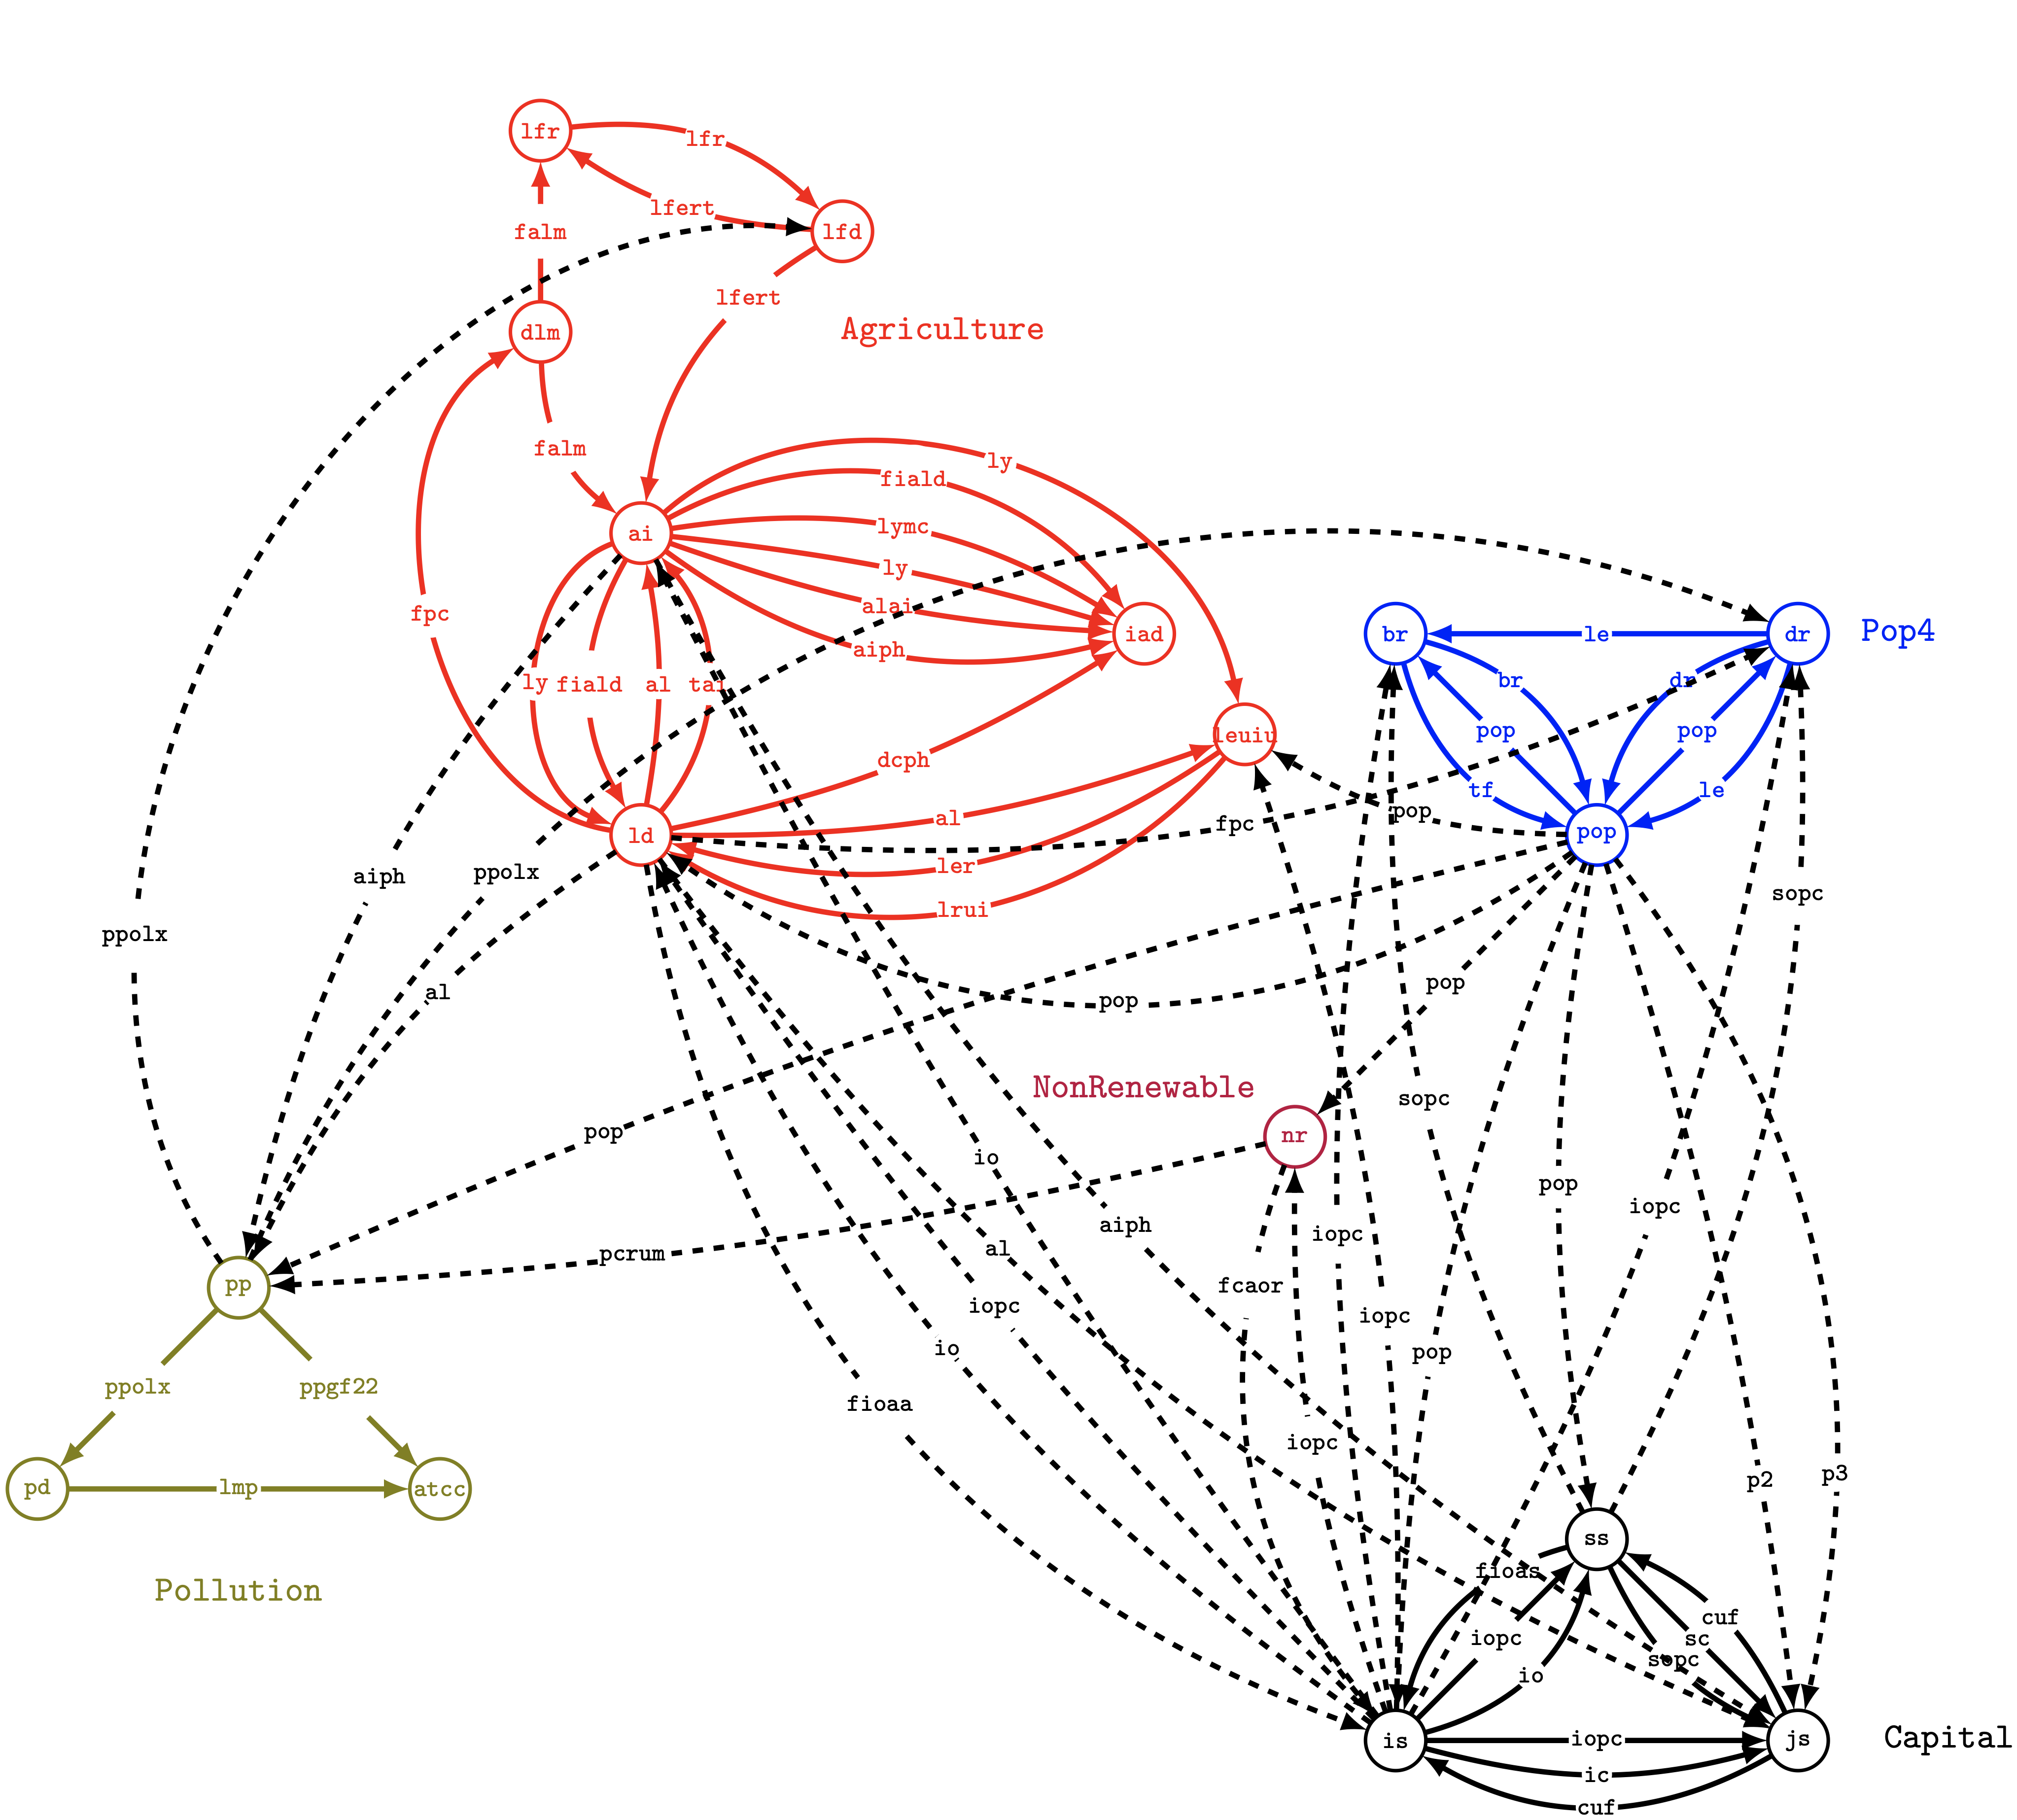 lfr
lfr
lfert
falm
lfd
lfert
dlm
Agriculture
falm
ly
fiald
lymc
ai
ly
alai
fpc
iad
br
le
dr
Pop4
aiph
ly
fiald
al
tai
br
dr
leuiu
pop
pop
dcph
tf
le
pop
al
fpc
pop
ld
ler
aiph
ppolx
sopc
lrui
ppolx
al
pop
pop
NonRenewable
sopc
pop
nr
io
pop
iopc
aiph
iopc
al
pcrum
pp
fcaor
iopc
iopc
io
pop
ppolx
ppgf22
fioaa
iopc
p2
p3
pd
lmp
atcc
ss
fioas
Pollution
cuf
iopc
sc
sopc
io
is
iopc
js
Capital
ic
cuf